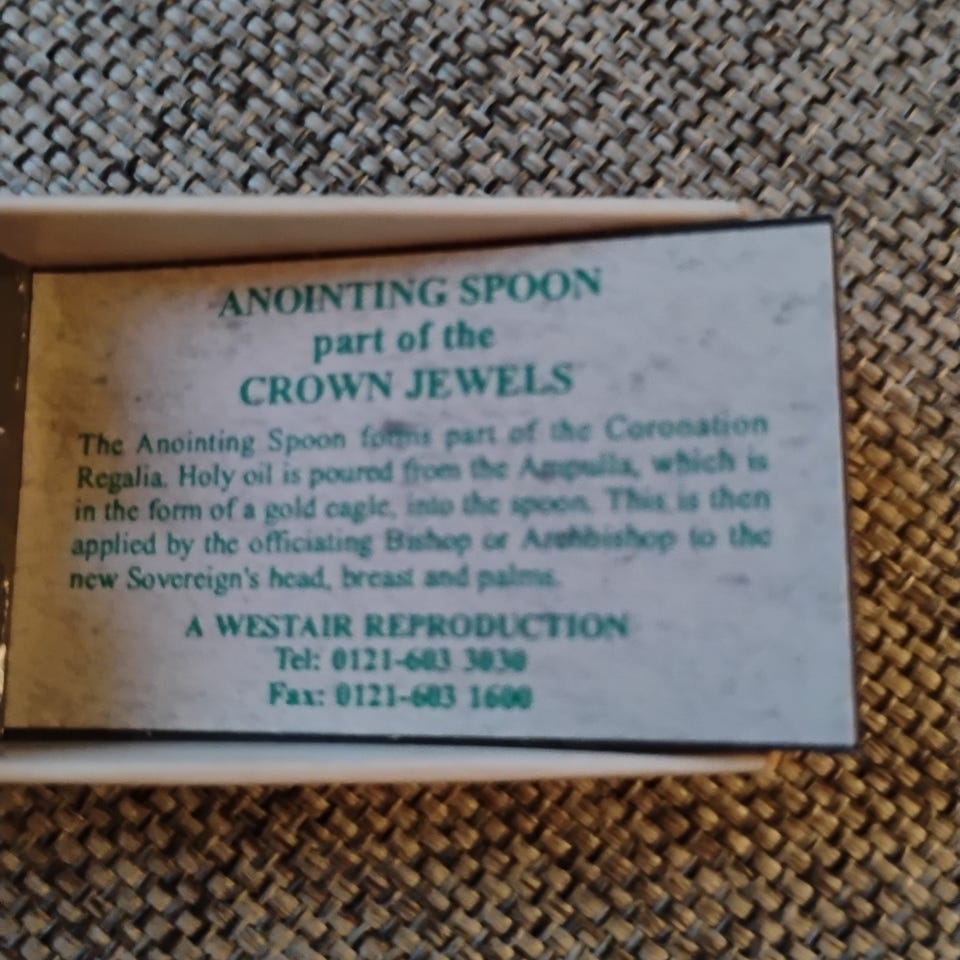 ANOINTING SPOON
part of the
CROWN JEWELS
The Anointing Spoon forms part of the Coronation
Regalia. Holy oil is poured from the Ampulla, which is
in the form of a gold eagle, into the spoon. This is then
applied by the officiating Bishop or Archbishop to the
new Sovereign's head, breast and palms.
A WESTAIR REPRODUCTION
Tel: 0121-603 3030
Fax: 0121-603 1600